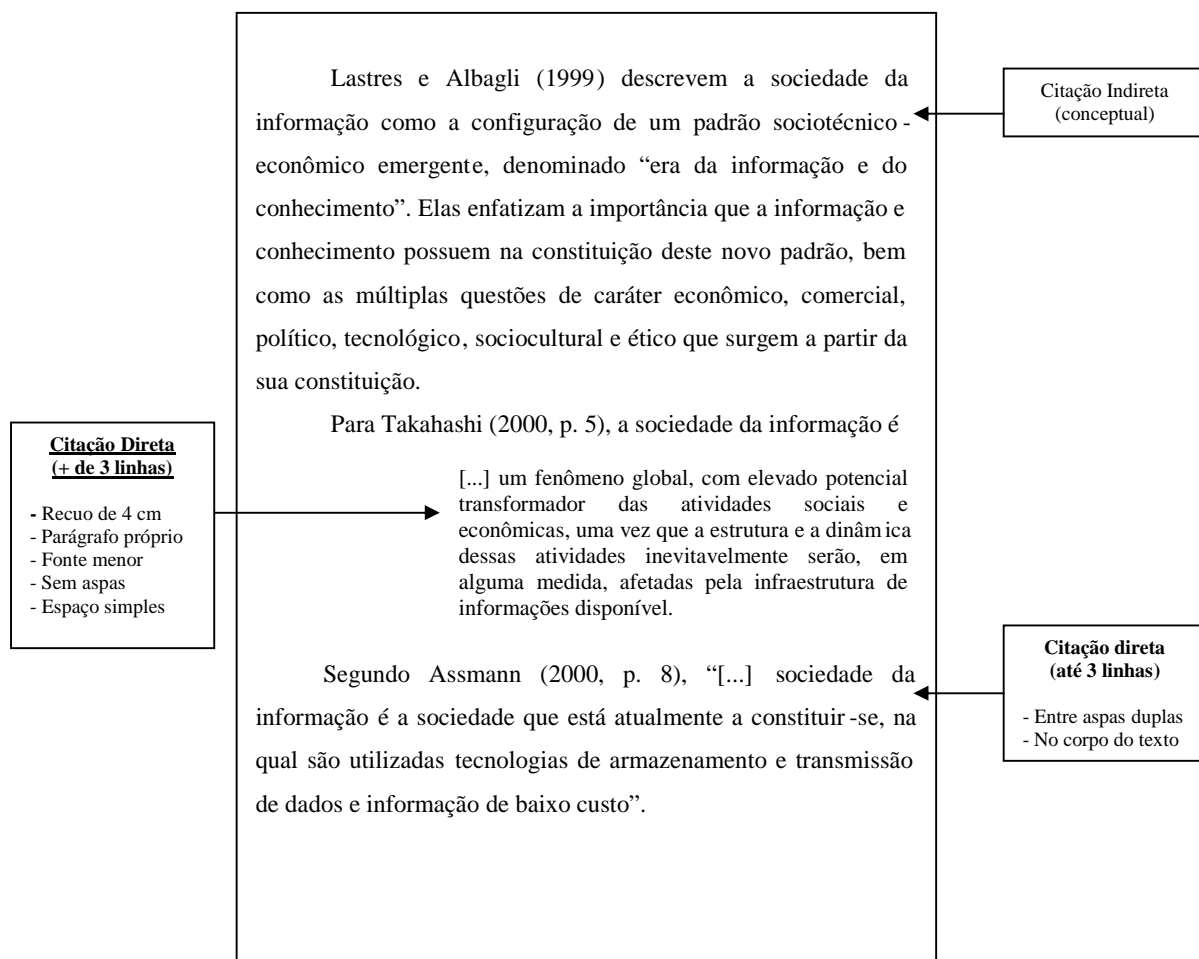 Lastres e Albagli (1999) descrevem a sociedade da
informação como a configuração de um padrão sociotécnico-
econômico emergente, denominado “era da informação e do
conhecimento”. Elas enfatizam a importância que a informação e
conhecimento possuem na constituição deste novo padrão, bem
como as múltiplas questões de caráter econômico, comercial,
político, tecnológico, sociocultural e ético que surgem a partir da
sua constituição.
Citação Indireta
(conceptual)
Para Takahashi (2000, p. 5), a sociedade da informação é
Citação Direta
(+ de 3 linhas)
- Recuo de 4 cm
- Parágrafo próprio
- Fonte menor
- Sem aspas
- Espaço simples
[...] um fenômeno global, com elevado potencial
transformador das atividades sociais e
econômicas, uma vez que a estrutura e a dinâmica
dessas atividades inevitavelmente serão, em
alguma medida, afetadas pela infraestrutura de
informações disponível.
Segundo Assmann (2000, p. 8), “[...] sociedade da
informação é a sociedade que está atualmente a constituir-se, na
qual são utilizadas tecnologias de armazenamento e transmissão
de dados e informação de baixo custo”.
Citação direta
(até 3 linhas)
- Entre aspas duplas
- No corpo do texto